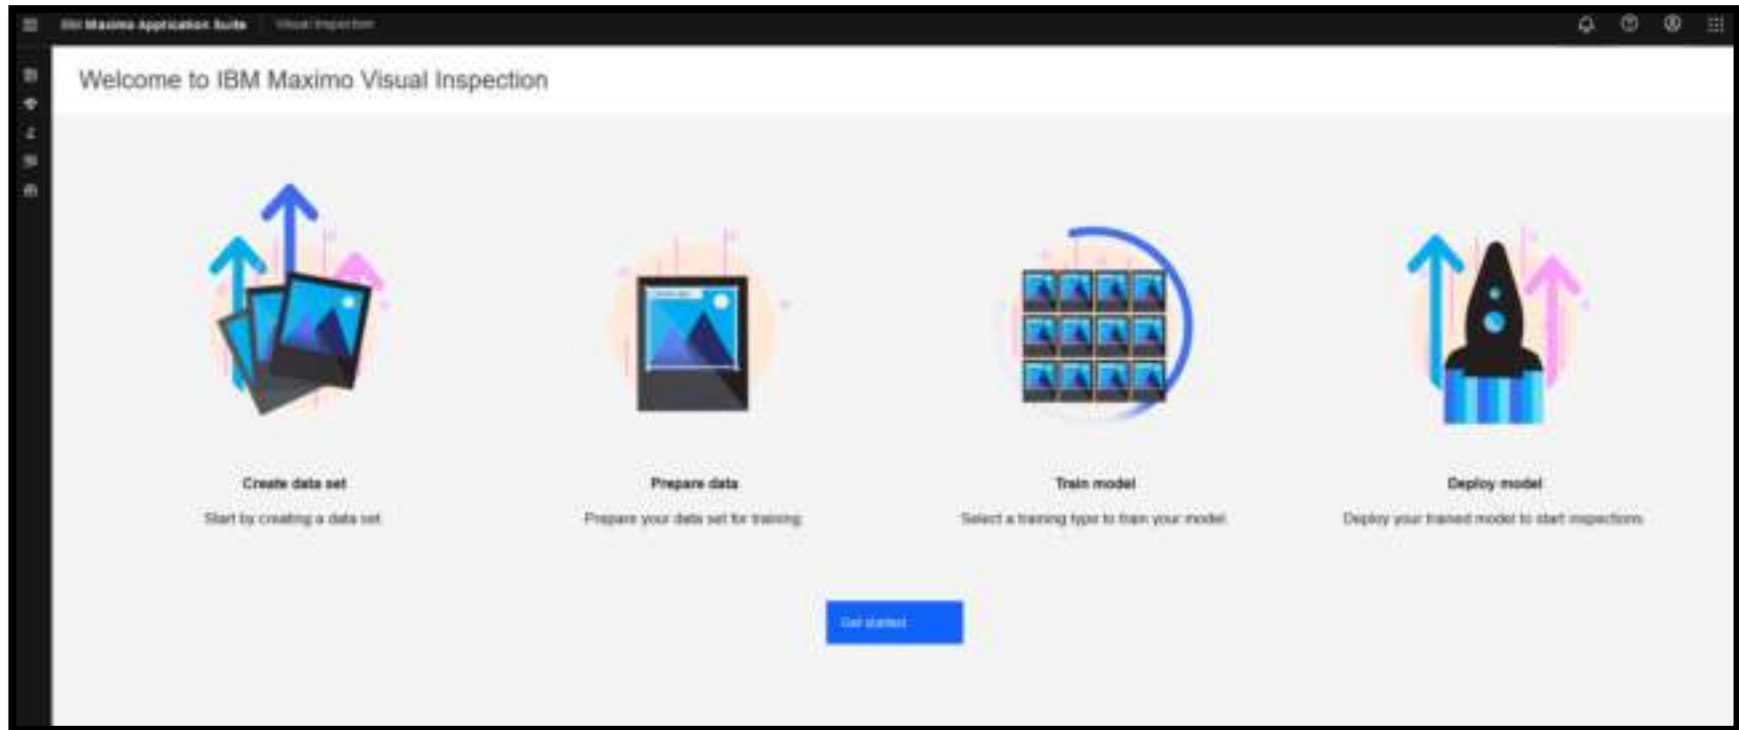 IBM Maximo Application Suite Visual Inspection
Welcome to IBM Maximo Visual Inspection
Create data set
Prepare data
Train model
Deploy model
Start by creating a data set.
Prepare your data set for training.
Select a training type to train your model.
Deploy your trained model to start inspections.
Get started